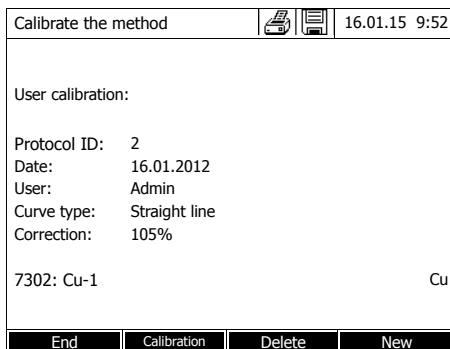 Calibrate the method 16.01.15 9:52
User calibration:
Protocol ID: 2
Date: 16.01.2012
User: Admin
Curve type: Straight line
Correction: 105%
7302: Cu-1 Cu
End Calibration Delete New